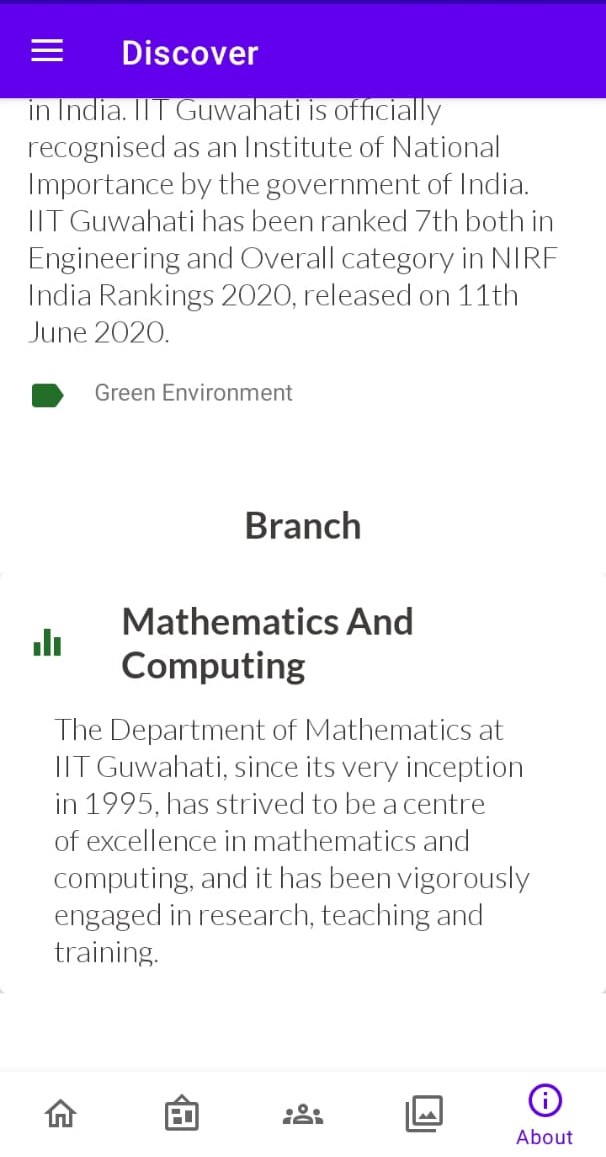 Discover
in India. IIT Guwahati is officially
recognised as an Institute of National
Importance by the government of India.
IIT Guwahati has been ranked 7th both in
Engineering and Overall category in NIRF
India Rankings 2020, released on 11th
June 2020.
Green Environment
Branch
Mathematics And
Computing
The Department of Mathematics at
IIT Guwahati, since its very inception
in 1995, has strived to be a centre
of excellence in mathematics and
computing, and it has been vigorously
engaged in research, teaching and
training.
About